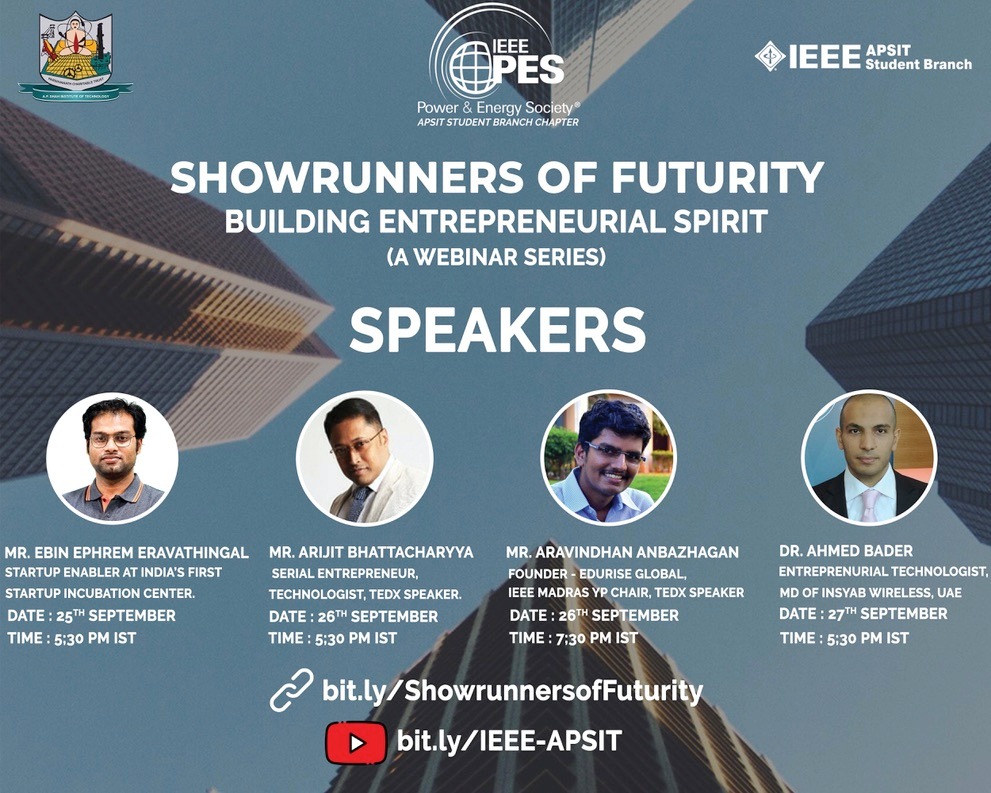 IEEE
PES
Power & Energy Society®
APSIT STUDENT BRANCH CHAPTER
IEEE APSIT
Student Branch
A.P. SHAH INSTITUTE OF TECHNOLOGY
SHOWRUNNERS OF FUTURITY
BUILDING ENTREPRENEURIAL SPIRIT
(A WEBINAR SERIES)
SPEAKERS
MR. EBIN EPHREM ERAVATHINGAL
STARTUP ENABLER AT INDIA'S FIRST
STARTUP INCUBATION CENTER.
DATE : 25TH SEPTEMBER
TIME : 5;30 PM IST
MR. ARIJIT BHATTACHARYYA
SERIAL ENTREPRENEUR,
TECHNOLOGIST, TEDX SPEAKER.
DATE : 26TH SEPTEMBER
TIME : 5;30 PM IST
MR. ARAVINDHAN ANBAZHAGAN
FOUNDER - EDURISE GLOBAL,
IEEE MADRAS YP CHAIR, TEDX SPEAKER
DATE : 26TH SEPTEMBER
TIME : 7;30 PM IST
DR. AHMED BADER
ENTREPRENURIAL TECHNOLOGIST,
MD OF INSYAB WIRELESS, UAE
DATE : 27TH SEPTEMBER
TIME : 5;30 PM IST
bit.ly/ShowrunnersofFuturity
bit.ly/IEEE-APSIT